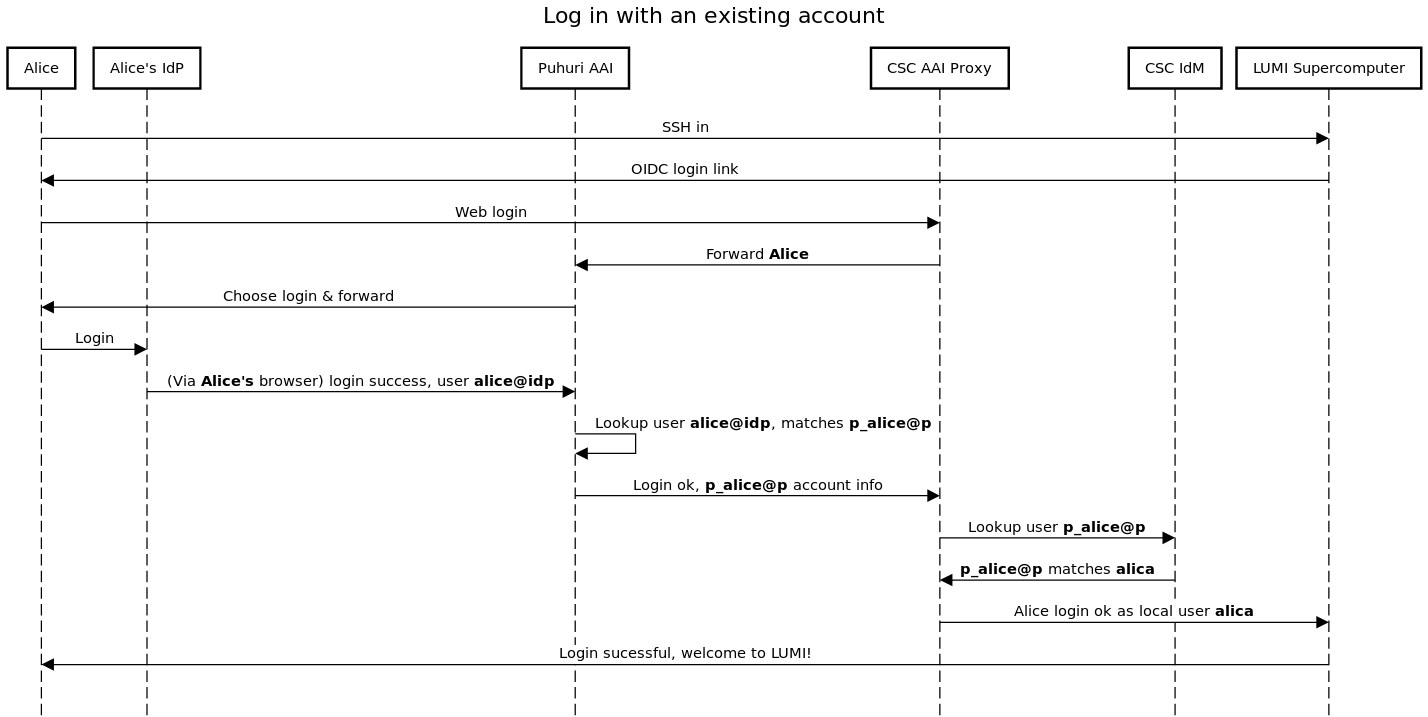 Log in with an existing account
Alice
Alice's IdP
Puhuri AAI
CSC AAI Proxy
CSC IdM
LUMI Supercomputer
SSH in
OIDC login link
Web login
Forward Alice
Choose login & forward
Login
(Via Alice's browser) login success, user alice@idp
Lookup user alice@idp, matches p_alice@p
Login ok, p_alice@p account info
Lookup user p_alice@p
p_alice@p matches alica
Alice login ok as local user alica
Login sucessful, welcome to LUMI!